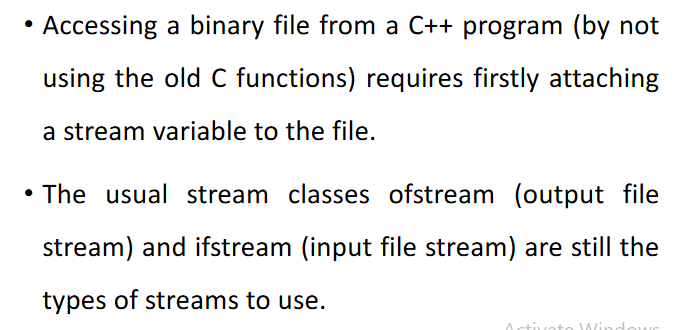 • Accessing a binary file from a C++ program (by not
using the old C functions) requires firstly attaching
a stream variable to the file.
• The usual stream classes ofstream (output file
stream) and ifstream (input file stream) are still the
types of streams to use.
Activate Windows